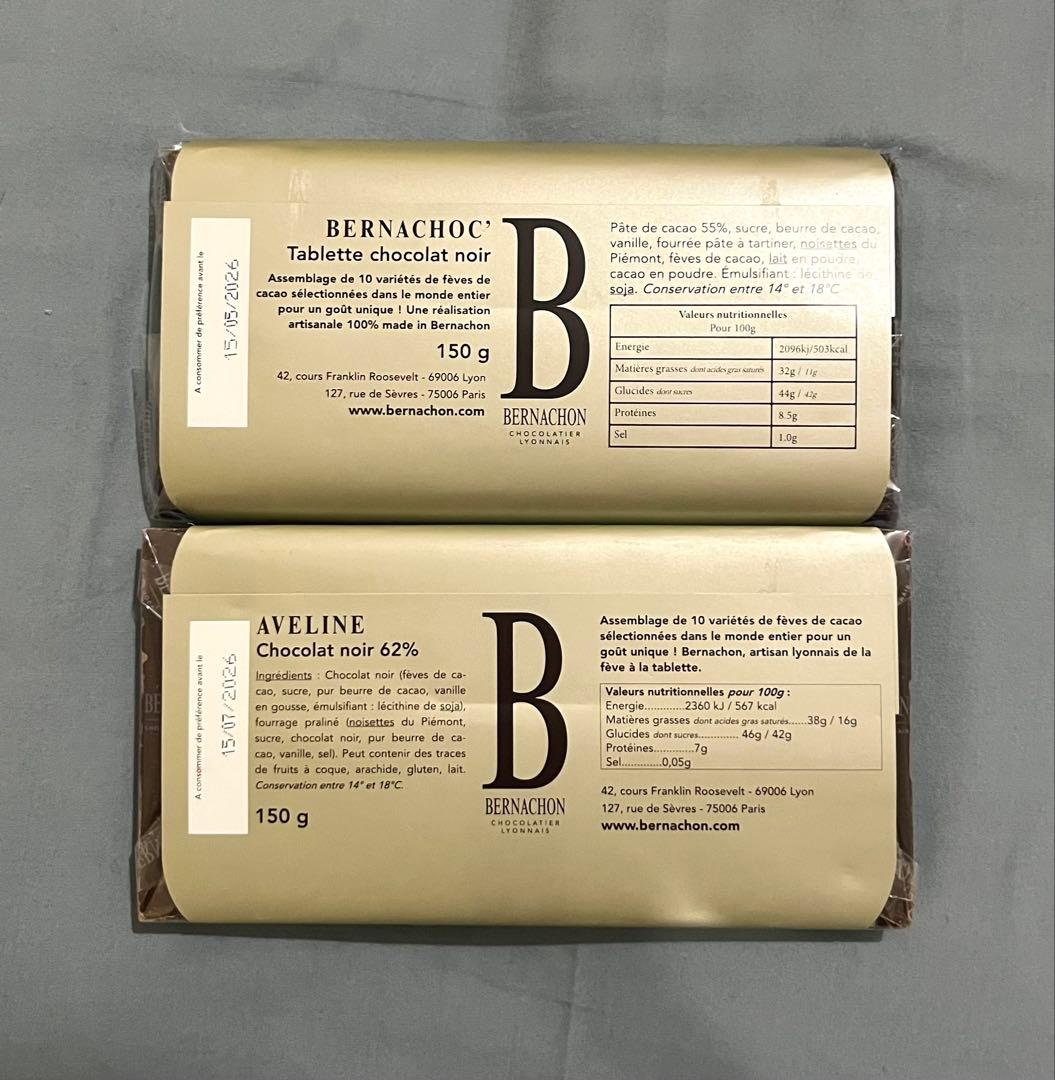 A consommer de préférence avant le
15/05/2026
BERNACHOC’
Tablette chocolat noir
Assemblage de 10 variétés de fèves de
cacao sélectionnées dans le monde entier
pour un goût unique ! Une réalisation
artisanale 100% made in Bernachon
150 g
42, cours Franklin Roosevelt - 69006 Lyon
127, rue de Sèvres - 75006 Paris
www.bernachon.com
B
BERNACHON
CHOCOLATIER
LYONNAIS
Pâte de cacao 55%, sucre, beurre de cacao,
vanille, fourrée pâte à tartiner, noisettes du
Piémont, fèves de cacao, lait en poudre,
cacao en poudre. Émulsifiant : lécithine de
soja. Conservation entre 14° et 18°C
Valeurs nutritionnelles
Pour 100g
Energie 2096kj/503kcal
Matières grasses dont acides gras saturés 32g / 11g
Glucides dont sucres 44g / 42g
Protéines 8.5g
Sel 1.0g
A consommer de préférence avant le
15/07/2026
AVELINE
Chocolat noir 62%
Ingrédients : Chocolat noir (fèves de ca-
cao, sucre, pur beurre de cacao, vanille
en gousse, émulsifiant : lécithine de soja),
fourrage praliné (noisettes du Piémont,
sucre, chocolat noir, pur beurre de ca-
cao, vanille, sel). Peut contenir des traces
de fruits à coque, arachide, gluten, lait.
Conservation entre 14° et 18°C.
150 g
B
BERNACHON
CHOCOLATIER
LYONNAIS
Assemblage de 10 variétés de fèves de cacao
sélectionnées dans le monde entier pour un
goût unique ! Bernachon, artisan lyonnais de la
fève à la tablette.
Valeurs nutritionnelles pour 100g :
Energie............2360 kJ / 567 kcal
Matières grasses dont acides gras saturés......38g / 16g
Glucides dont sucres.............. 46g / 42g
Protéines.............7g
Sel.............0,05g
42, cours Franklin Roosevelt - 69006 Lyon
127, rue de Sèvres - 75006 Paris
www.bernachon.com